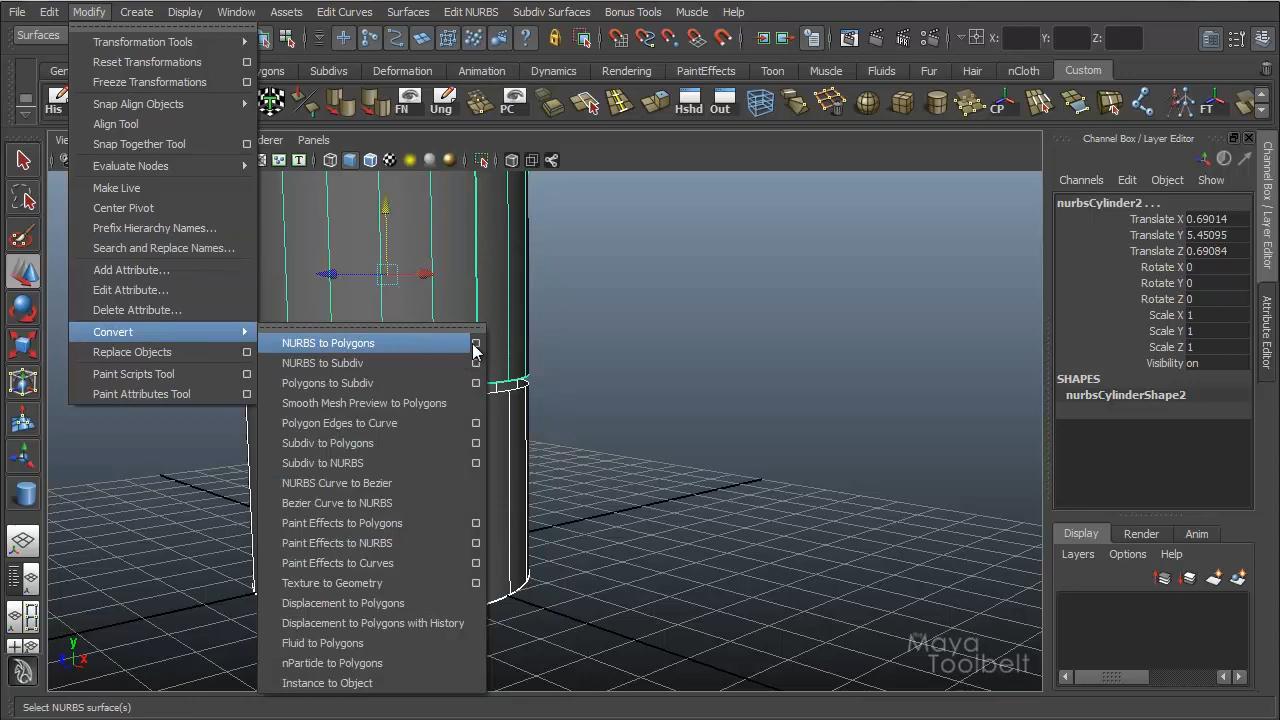 File Edit Modify Create Display Window Assets Edit Curves Surfaces Edit NURBS Subdiv Surfaces Bonus Tools Muscle Help
Surfaces
X: Y: Z:
Gen
ygons Subdivs Deformation Animation Dynamics Rendering PaintEffects Toon Muscle Fluids Fur Hair nCloth Custom
His FN Ung PC Hshd Out CP FT
Transformation Tools
Reset Transformations
Freeze Transformations
Snap Align Objects
Align Tool
Snap Together Tool
Evaluate Nodes
Make Live
Center Pivot
Prefix Hierarchy Names...
Search and Replace Names...
Add Attribute...
Edit Attribute...
Delete Attribute...
Convert
Replace Objects
Paint Scripts Tool
Paint Attributes Tool
NURBS to Polygons
NURBS to Subdiv
Polygons to Subdiv
Smooth Mesh Preview to Polygons
Polygon Edges to Curve
Subdiv to Polygons
Subdiv to NURBS
NURBS Curve to Bezier
Bezier Curve to NURBS
Paint Effects to Polygons
Paint Effects to NURBS
Paint Effects to Curves
Texture to Geometry
Displacement to Polygons
Displacement to Polygons with History
Fluid to Polygons
nParticle to Polygons
Instance to Object
Vie
derer Panels
T
y
z x
Maya
Toolbelt
Channel Box / Layer Editor
Channels Edit Object Show
nurbsCylinder2 . . .
Translate X 0.69014
Translate Y 5.45095
Translate Z 0.69084
Rotate X 0
Rotate Y 0
Rotate Z 0
Scale X 1
Scale Y 1
Scale Z 1
Visibility on
SHAPES
nurbsCylinderShape2
Display Render Anim
Layers Options Help
Channel Box / Layer Editor
Attribute Editor
Select NURBS surface(s)